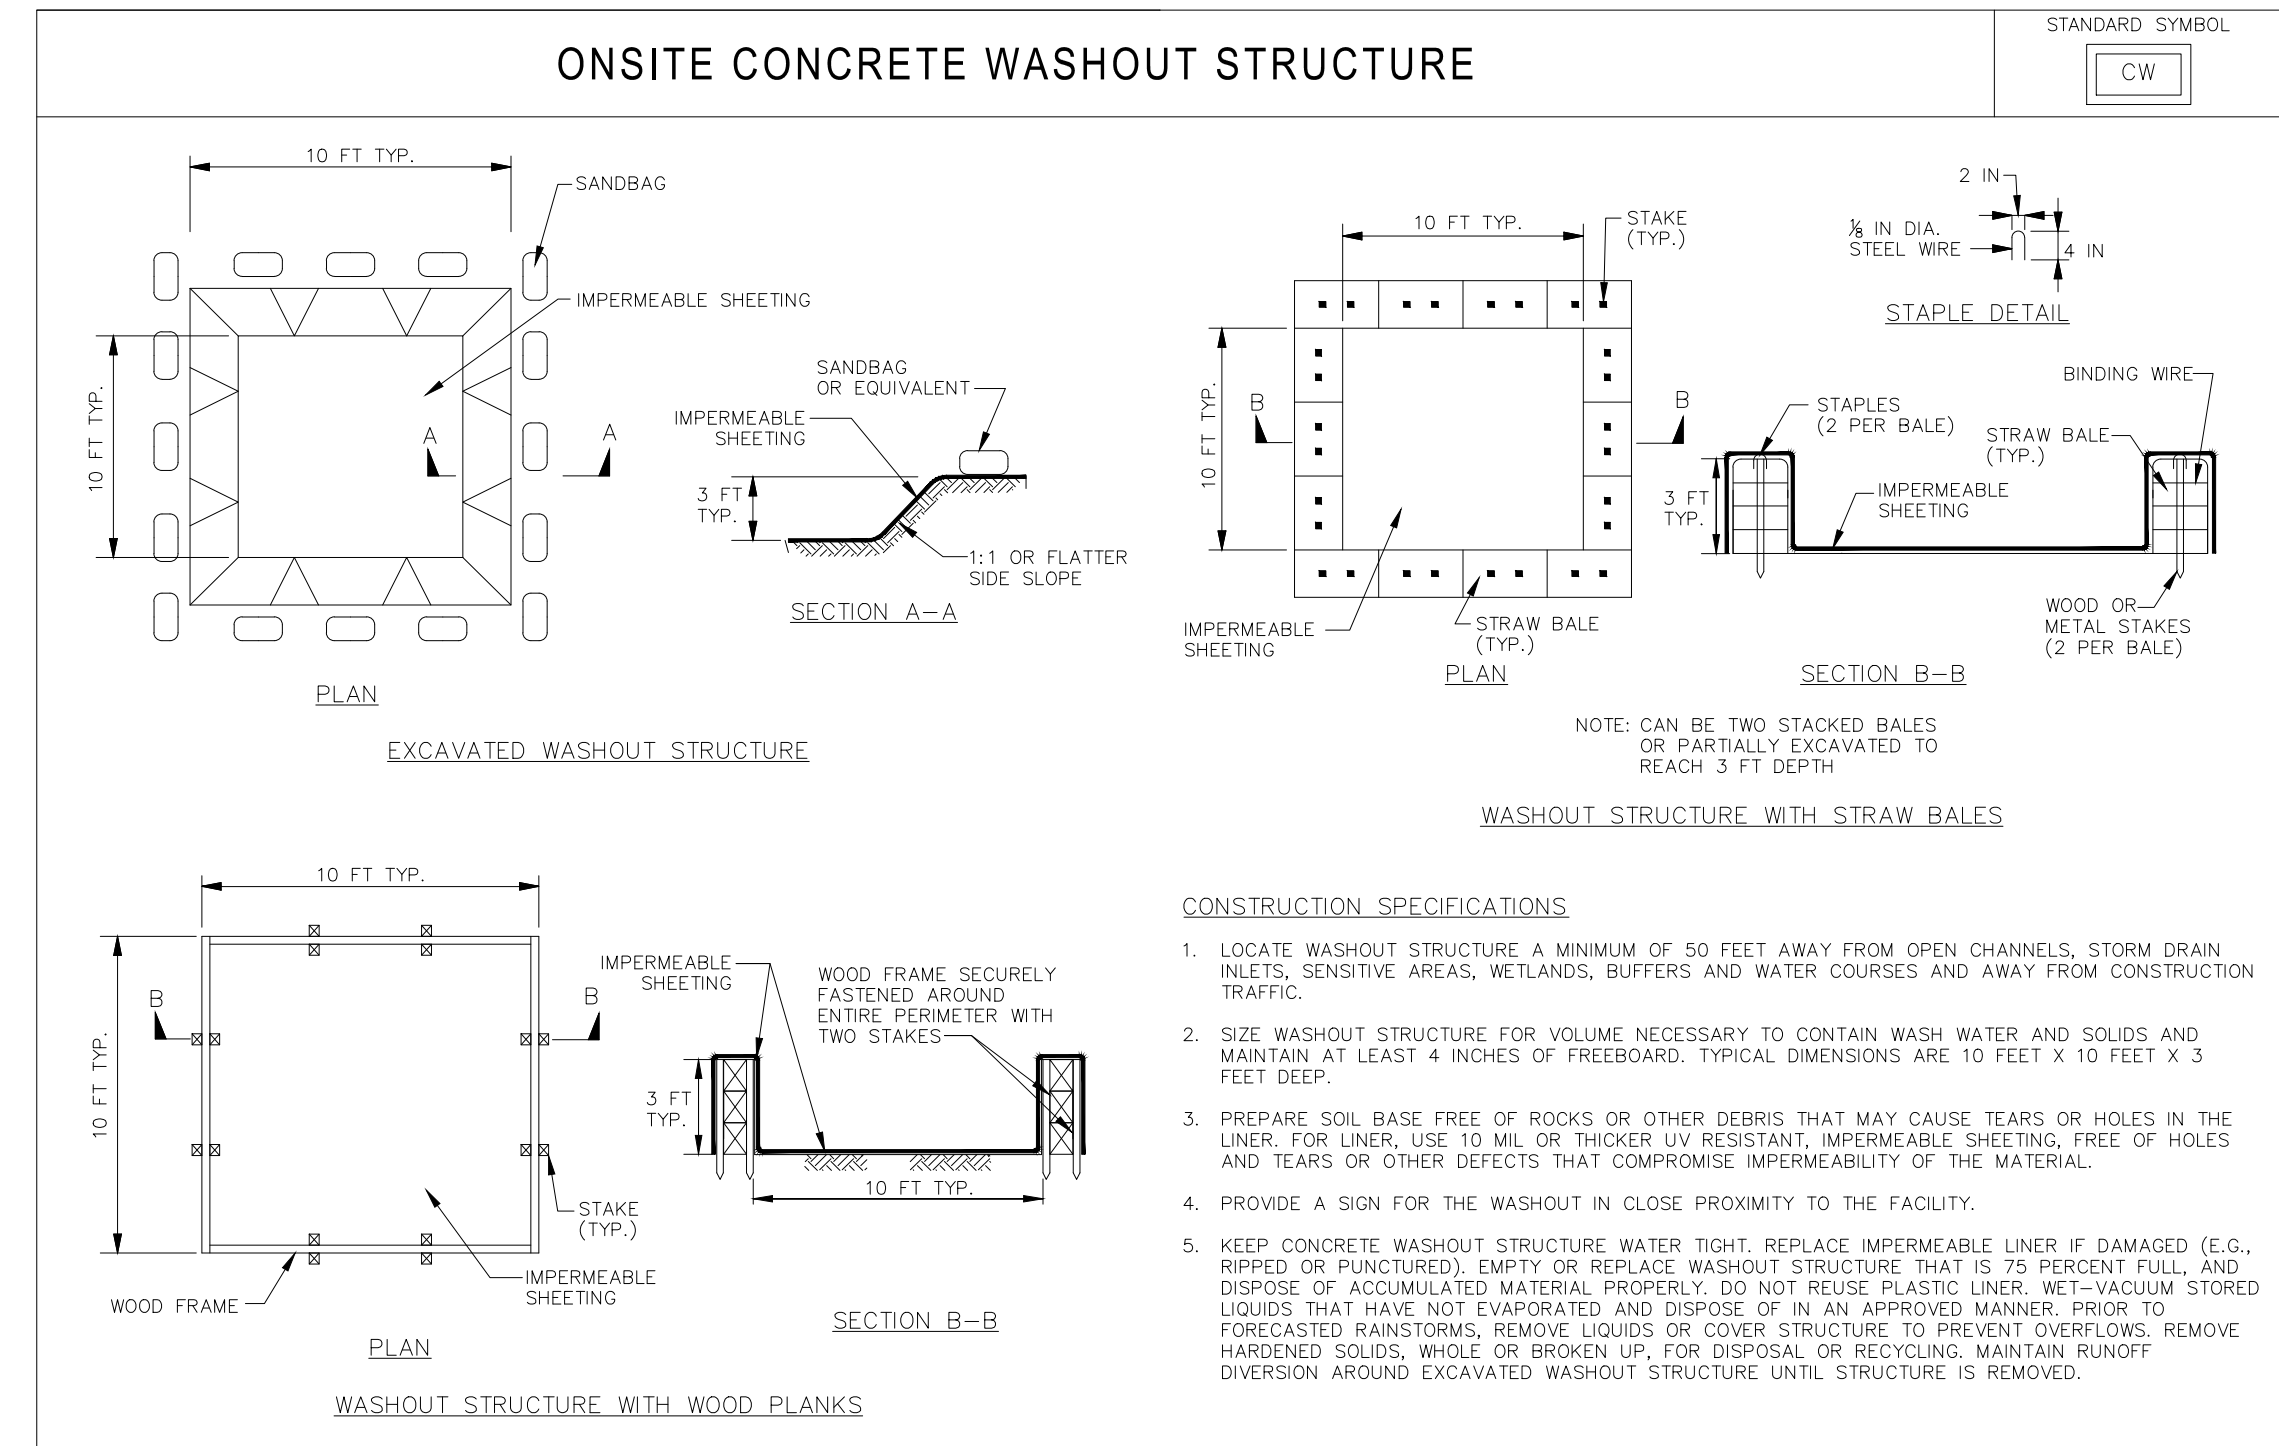 ONSITE CONCRETE WASHOUT STRUCTURE
STANDARD SYMBOL
CW
10 FT TYP.
SANDBAG
IMPERMEABLE SHEETING
10 FT TYP.
A
A
PLAN
SANDBAG
OR EQUIVALENT
IMPERMEABLE
SHEETING
3 FT
TYP.
1:1 OR FLATTER
SIDE SLOPE
SECTION A-A
EXCAVATED WASHOUT STRUCTURE
10 FT TYP.
STAKE
(TYP.)
10 FT TYP.
B
B
IMPERMEABLE
SHEETING
STRAW BALE
(TYP.)
PLAN
2 IN
⅛ IN DIA.
STEEL WIRE
4 IN
STAPLE DETAIL
BINDING WIRE
STAPLES
(2 PER BALE)
STRAW BALE
(TYP.)
3 FT
TYP.
IMPERMEABLE
SHEETING
WOOD OR
METAL STAKES
(2 PER BALE)
SECTION B-B
NOTE: CAN BE TWO STACKED BALES
OR PARTIALLY EXCAVATED TO
REACH 3 FT DEPTH
WASHOUT STRUCTURE WITH STRAW BALES
10 FT TYP.
10 FT TYP.
B
B
STAKE
(TYP.)
IMPERMEABLE
SHEETING
WOOD FRAME
PLAN
IMPERMEABLE
SHEETING
WOOD FRAME SECURELY
FASTENED AROUND
ENTIRE PERIMETER WITH
TWO STAKES
3 FT
TYP.
10 FT TYP.
SECTION B-B
WASHOUT STRUCTURE WITH WOOD PLANKS
CONSTRUCTION SPECIFICATIONS
1. LOCATE WASHOUT STRUCTURE A MINIMUM OF 50 FEET AWAY FROM OPEN CHANNELS, STORM DRAIN
INLETS, SENSITIVE AREAS, WETLANDS, BUFFERS AND WATER COURSES AND AWAY FROM CONSTRUCTION
TRAFFIC.
2. SIZE WASHOUT STRUCTURE FOR VOLUME NECESSARY TO CONTAIN WASH WATER AND SOLIDS AND
MAINTAIN AT LEAST 4 INCHES OF FREEBOARD. TYPICAL DIMENSIONS ARE 10 FEET X 10 FEET X 3
FEET DEEP.
3. PREPARE SOIL BASE FREE OF ROCKS OR OTHER DEBRIS THAT MAY CAUSE TEARS OR HOLES IN THE
LINER. FOR LINER, USE 10 MIL OR THICKER UV RESISTANT, IMPERMEABLE SHEETING, FREE OF HOLES
AND TEARS OR OTHER DEFECTS THAT COMPROMISE IMPERMEABILITY OF THE MATERIAL.
4. PROVIDE A SIGN FOR THE WASHOUT IN CLOSE PROXIMITY TO THE FACILITY.
5. KEEP CONCRETE WASHOUT STRUCTURE WATER TIGHT. REPLACE IMPERMEABLE LINER IF DAMAGED (E.G.,
RIPPED OR PUNCTURED). EMPTY OR REPLACE WASHOUT STRUCTURE THAT IS 75 PERCENT FULL, AND
DISPOSE OF ACCUMULATED MATERIAL PROPERLY. DO NOT REUSE PLASTIC LINER. WET-VACUUM STORED
LIQUIDS THAT HAVE NOT EVAPORATED AND DISPOSE OF IN AN APPROVED MANNER. PRIOR TO
FORECASTED RAINSTORMS, REMOVE LIQUIDS OR COVER STRUCTURE TO PREVENT OVERFLOWS. REMOVE
HARDENED SOLIDS, WHOLE OR BROKEN UP, FOR DISPOSAL OR RECYCLING. MAINTAIN RUNOFF
DIVERSION AROUND EXCAVATED WASHOUT STRUCTURE UNTIL STRUCTURE IS REMOVED.